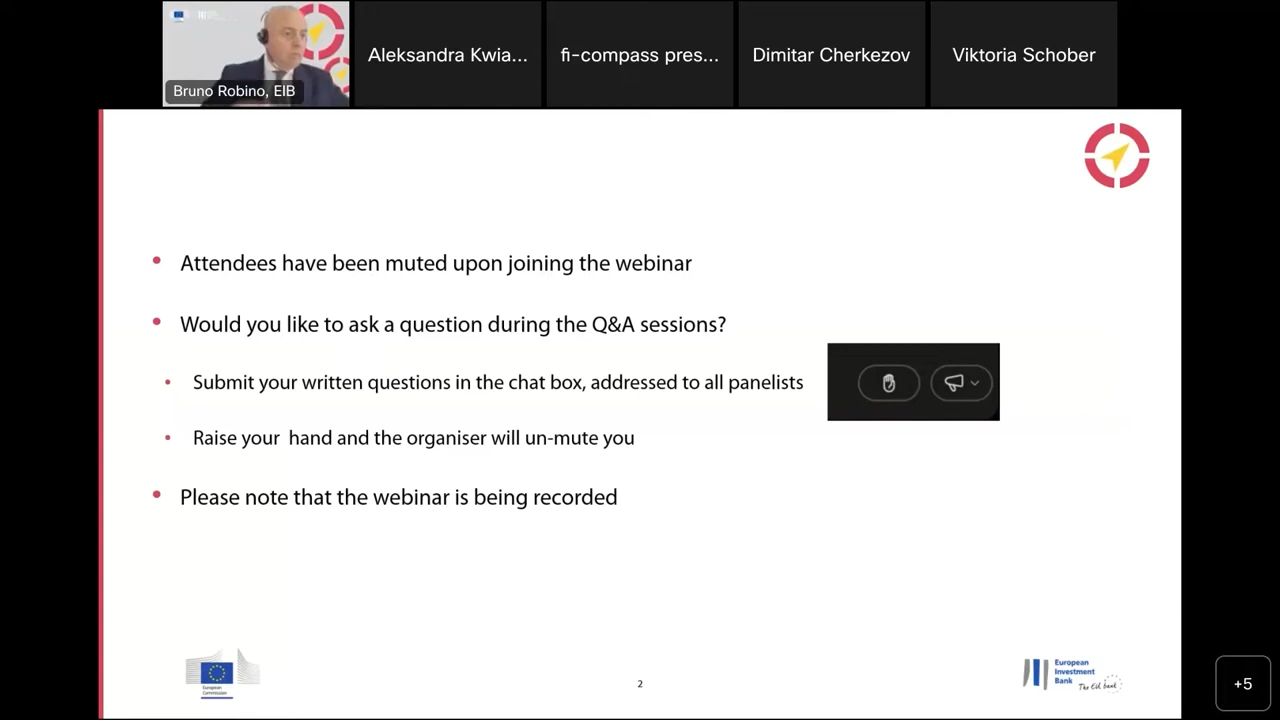 Bruno Robino, EIB
Aleksandra Kwia...
fi-compass pres...
Dimitar Cherkezov
Viktoria Schober
• Attendees have been muted upon joining the webinar
• Would you like to ask a question during the Q&A sessions?
• Submit your written questions in the chat box, addressed to all panelists
• Raise your hand and the organiser will un-mute you
• Please note that the webinar is being recorded
European
Commission
2
European
Investment
Bank
The EIB bank
+5